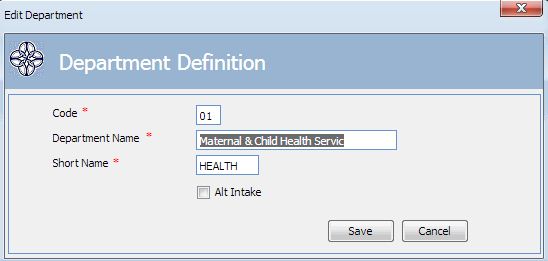 Edit Department
Department Definition
Code *
01
Department Name *
Maternal & Child Health Servic
Short Name *
HEALTH
Alt Intake
Save Cancel